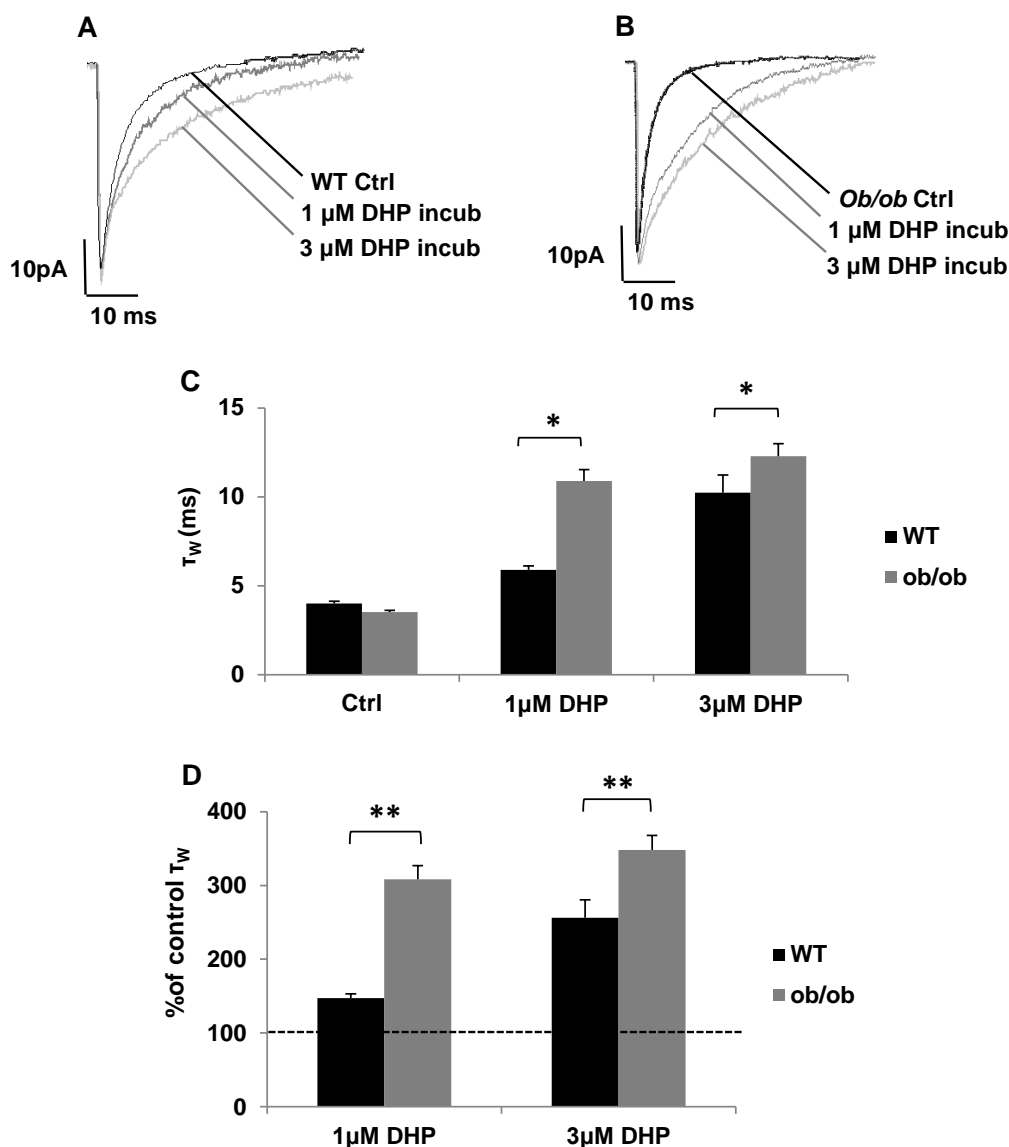 A
WT Ctrl
1 µM DHP incub
3 µM DHP incub
10pA
10 ms
B
Ob/ob Ctrl
1 µM DHP incub
3 µM DHP incub
10pA
10 ms
C
τw (ms)
15
10
5
0
*
*
Ctrl
1µM DHP
3µM DHP
WT
ob/ob
D
%of control τw
400
300
200
100
0
**
**
1µM DHP
3µM DHP
WT
ob/ob